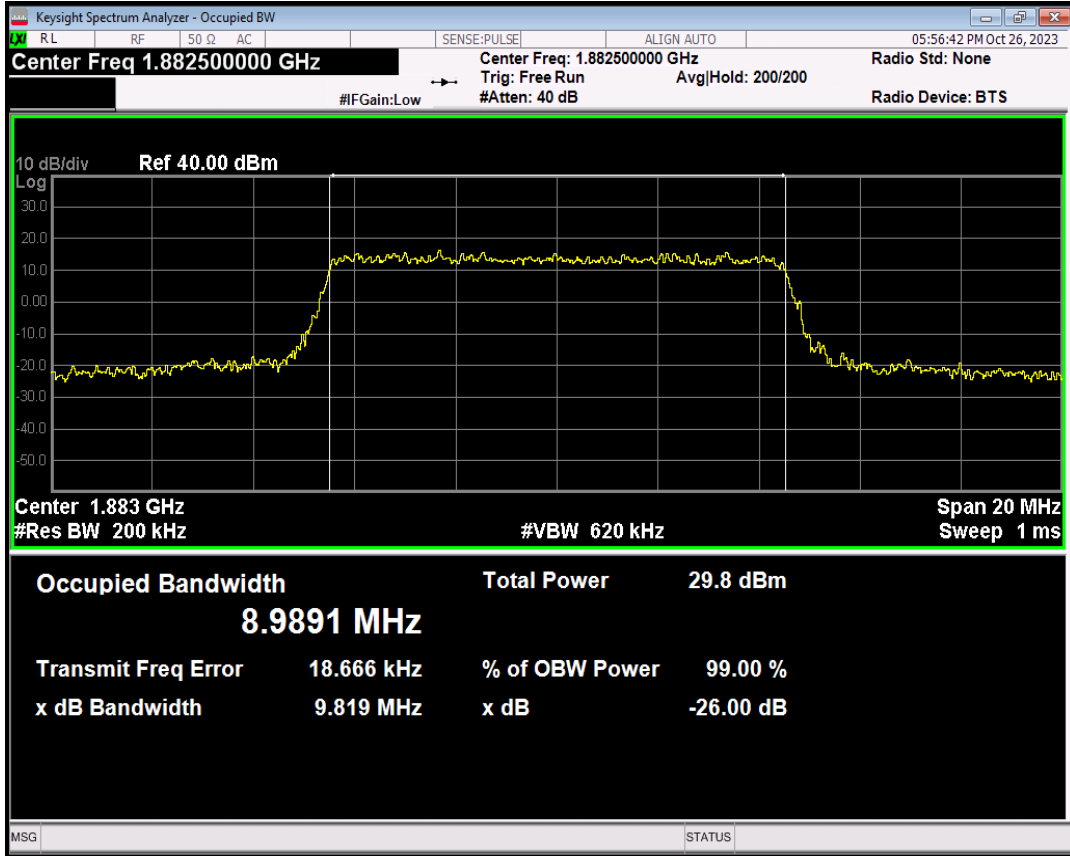 Keysight Spectrum Analyzer - Occupied BW
LXI RL RF 50 Ω AC SENSE:PULSE ALIGN AUTO 05:56:42 PM Oct 26, 2023
Center Freq 1.882500000 GHz
Center Freq: 1.882500000 GHz
Radio Std: None
Trig: Free Run Avg|Hold: 200/200
#IFGain:Low #Atten: 40 dB Radio Device: BTS
10 dB/div Ref 40.00 dBm
Log
30.0
20.0
10.0
0.00
-10.0
-20.0
-30.0
-40.0
-50.0
Center 1.883 GHz Span 20 MHz
#Res BW 200 kHz #VBW 620 kHz Sweep 1 ms
Occupied Bandwidth Total Power 29.8 dBm
8.9891 MHz
Transmit Freq Error 18.666 kHz % of OBW Power 99.00 %
x dB Bandwidth 9.819 MHz x dB -26.00 dB
MSG STATUS